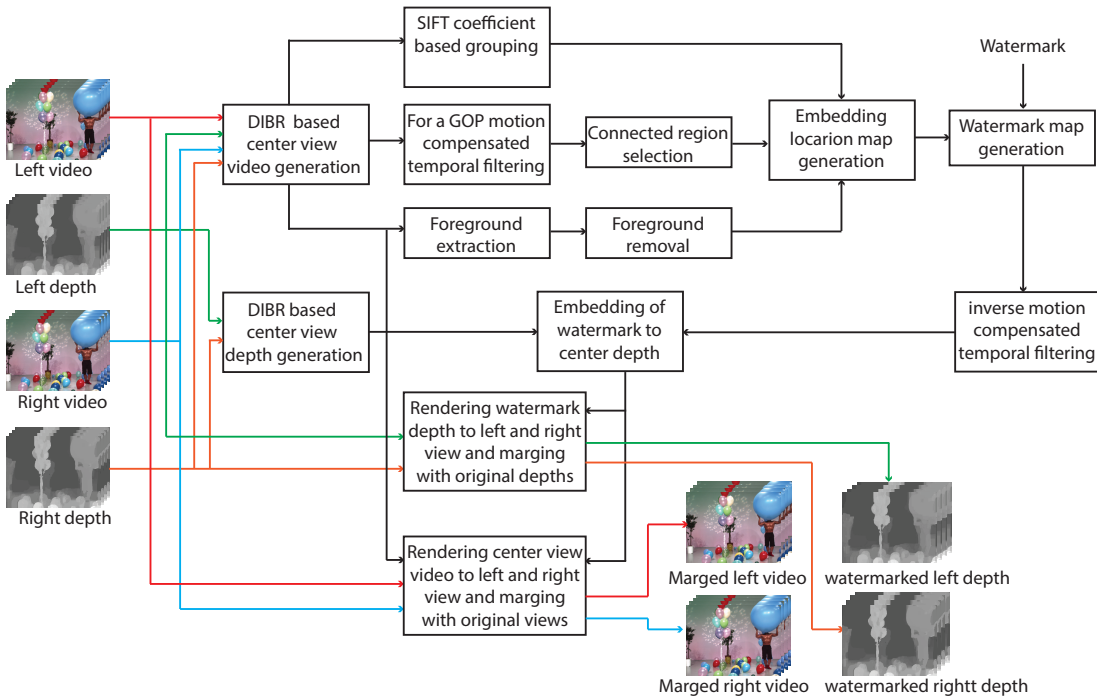 SIFT coefficient
based grouping
Watermark
Left video
DIBR based
center view
video generation
For a GOP motion
compensated
temporal filtering
Connected region
selection
Embedding
locarion map
generation
Watermark map
generation
Foreground
extraction
Foreground
removal
Left depth
DIBR based
center view
depth generation
Embedding of
watermark to
center depth
inverse motion
compensated
temporal filtering
Right video
Rendering watermark
depth to left and right
view and marging
with original depths
Right depth
Rendering center view
video to left and right
view and marging
with original views
Marged left video
watermarked left depth
Marged right video
watermarked rightt depth